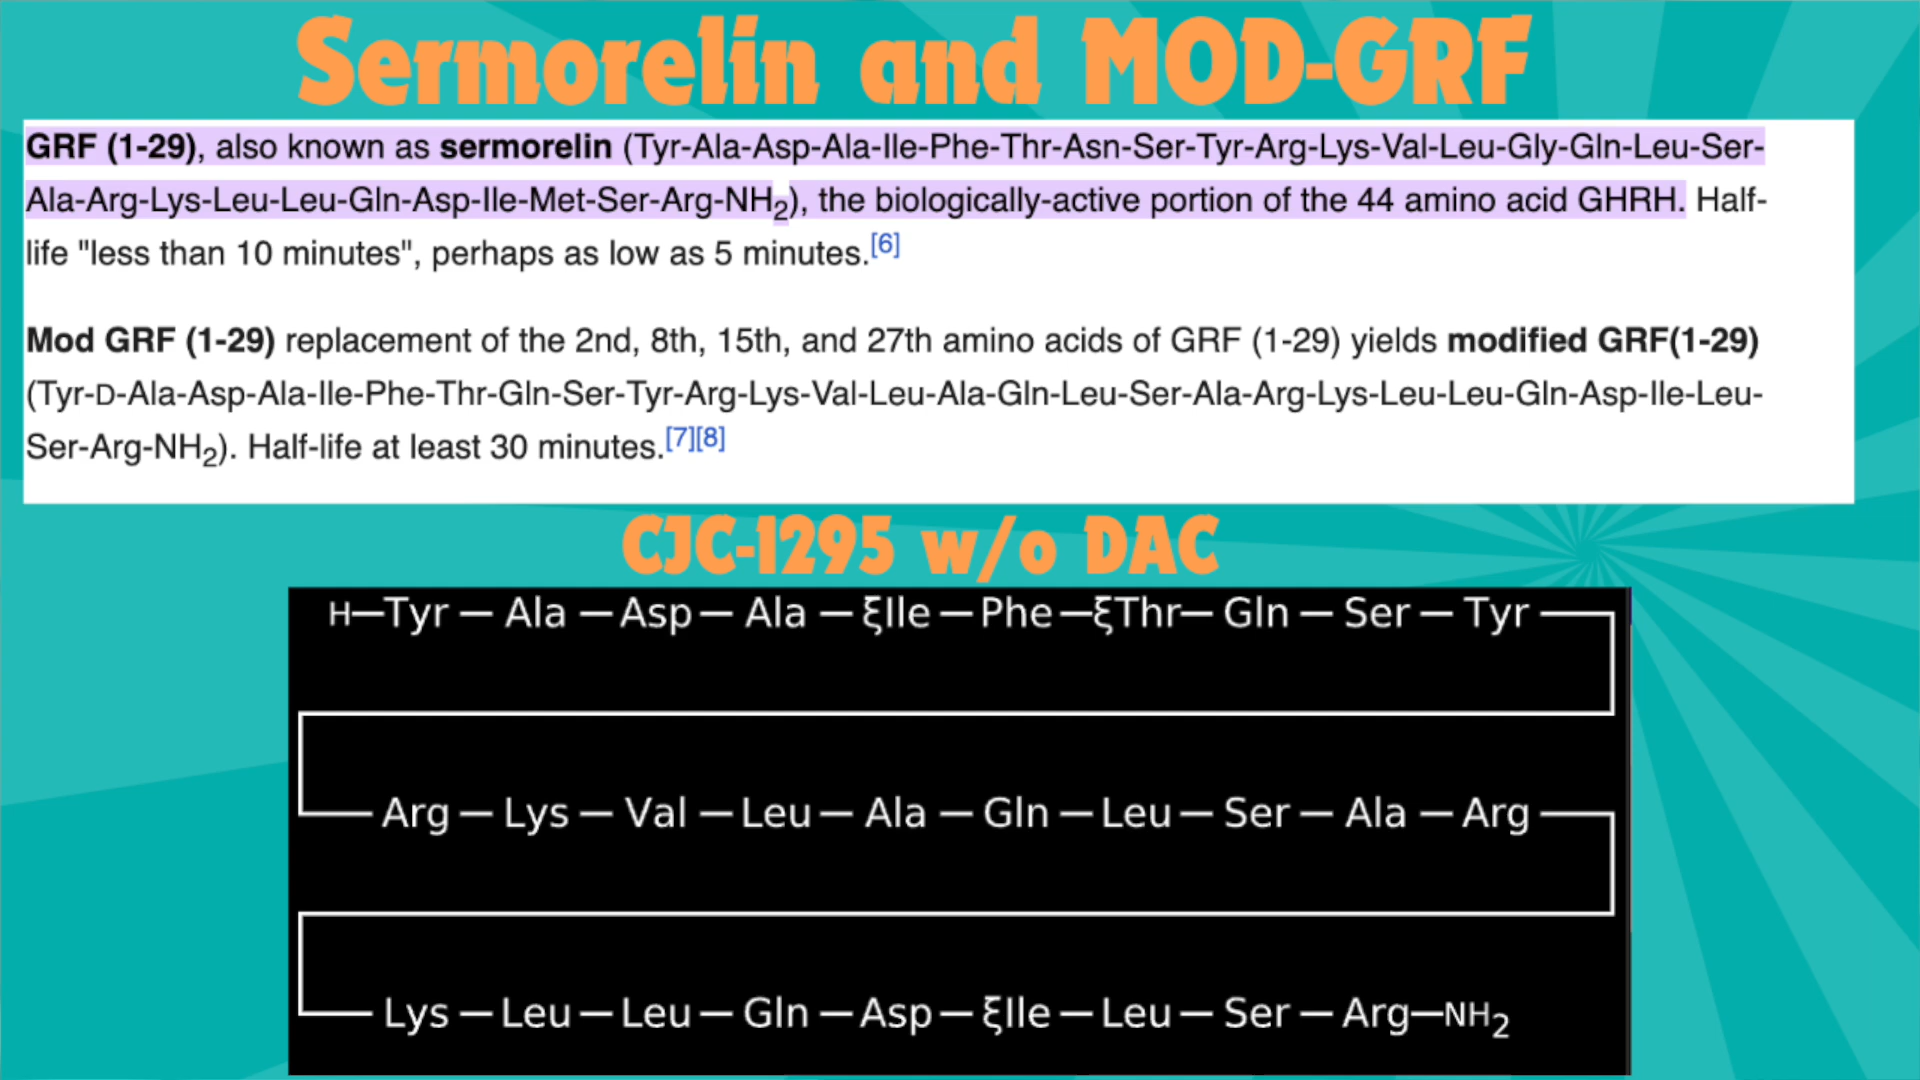 Sermorelin and MOD-GRF
GRF (1-29), also known as sermorelin (Tyr-Ala-Asp-Ala-Ile-Phe-Thr-Asn-Ser-Tyr-Arg-Lys-Val-Leu-Gly-Gln-Leu-Ser-
Ala-Arg-Lys-Leu-Leu-Gln-Asp-Ile-Met-Ser-Arg-NH2), the biologically-active portion of the 44 amino acid GHRH. Half-
life "less than 10 minutes", perhaps as low as 5 minutes.[6]
Mod GRF (1-29) replacement of the 2nd, 8th, 15th, and 27th amino acids of GRF (1-29) yields modified GRF(1-29)
(Tyr-D-Ala-Asp-Ala-Ile-Phe-Thr-Gln-Ser-Tyr-Arg-Lys-Val-Leu-Ala-Gln-Leu-Ser-Ala-Arg-Lys-Leu-Leu-Gln-Asp-Ile-Leu-
Ser-Arg-NH2). Half-life at least 30 minutes.[7][8]
CJC-1295 w/o DAC
H—Tyr — Ala — Asp — Ala — ξIle — Phe —ξThr— Gln — Ser — Tyr
Arg — Lys — Val — Leu — Ala — Gln — Leu — Ser — Ala — Arg
Lys — Leu — Leu — Gln — Asp — ξIle — Leu — Ser — Arg—NH2